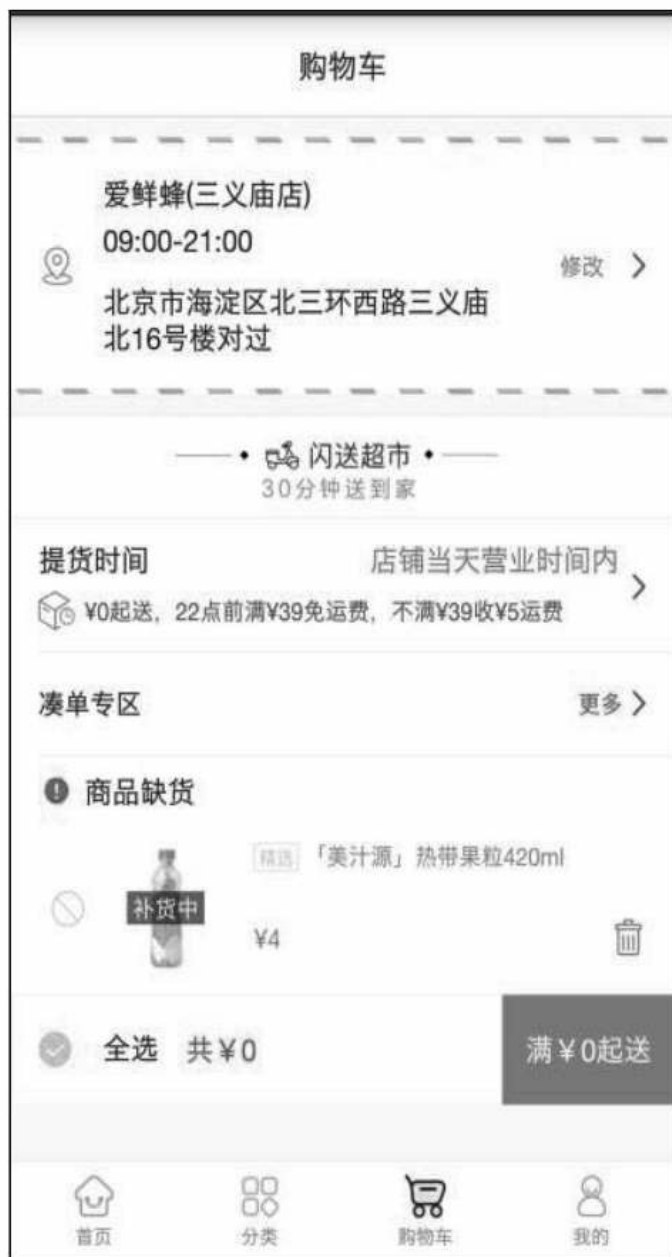 购物车
爱鲜蜂(三义庙店)
09:00-21:00
修改
北京市海淀区北三环西路三义庙
北16号楼对过
闪送超市
30分钟送到家
提货时间
店铺当天营业时间内
¥0起送，22点前满¥39免运费，不满¥39收¥5运费
凑单专区
更多
商品缺货
精选 「美汁源」热带果粒420ml
补货中
¥4
全选 共¥0
满¥0起送
首页
分类
购物车
我的